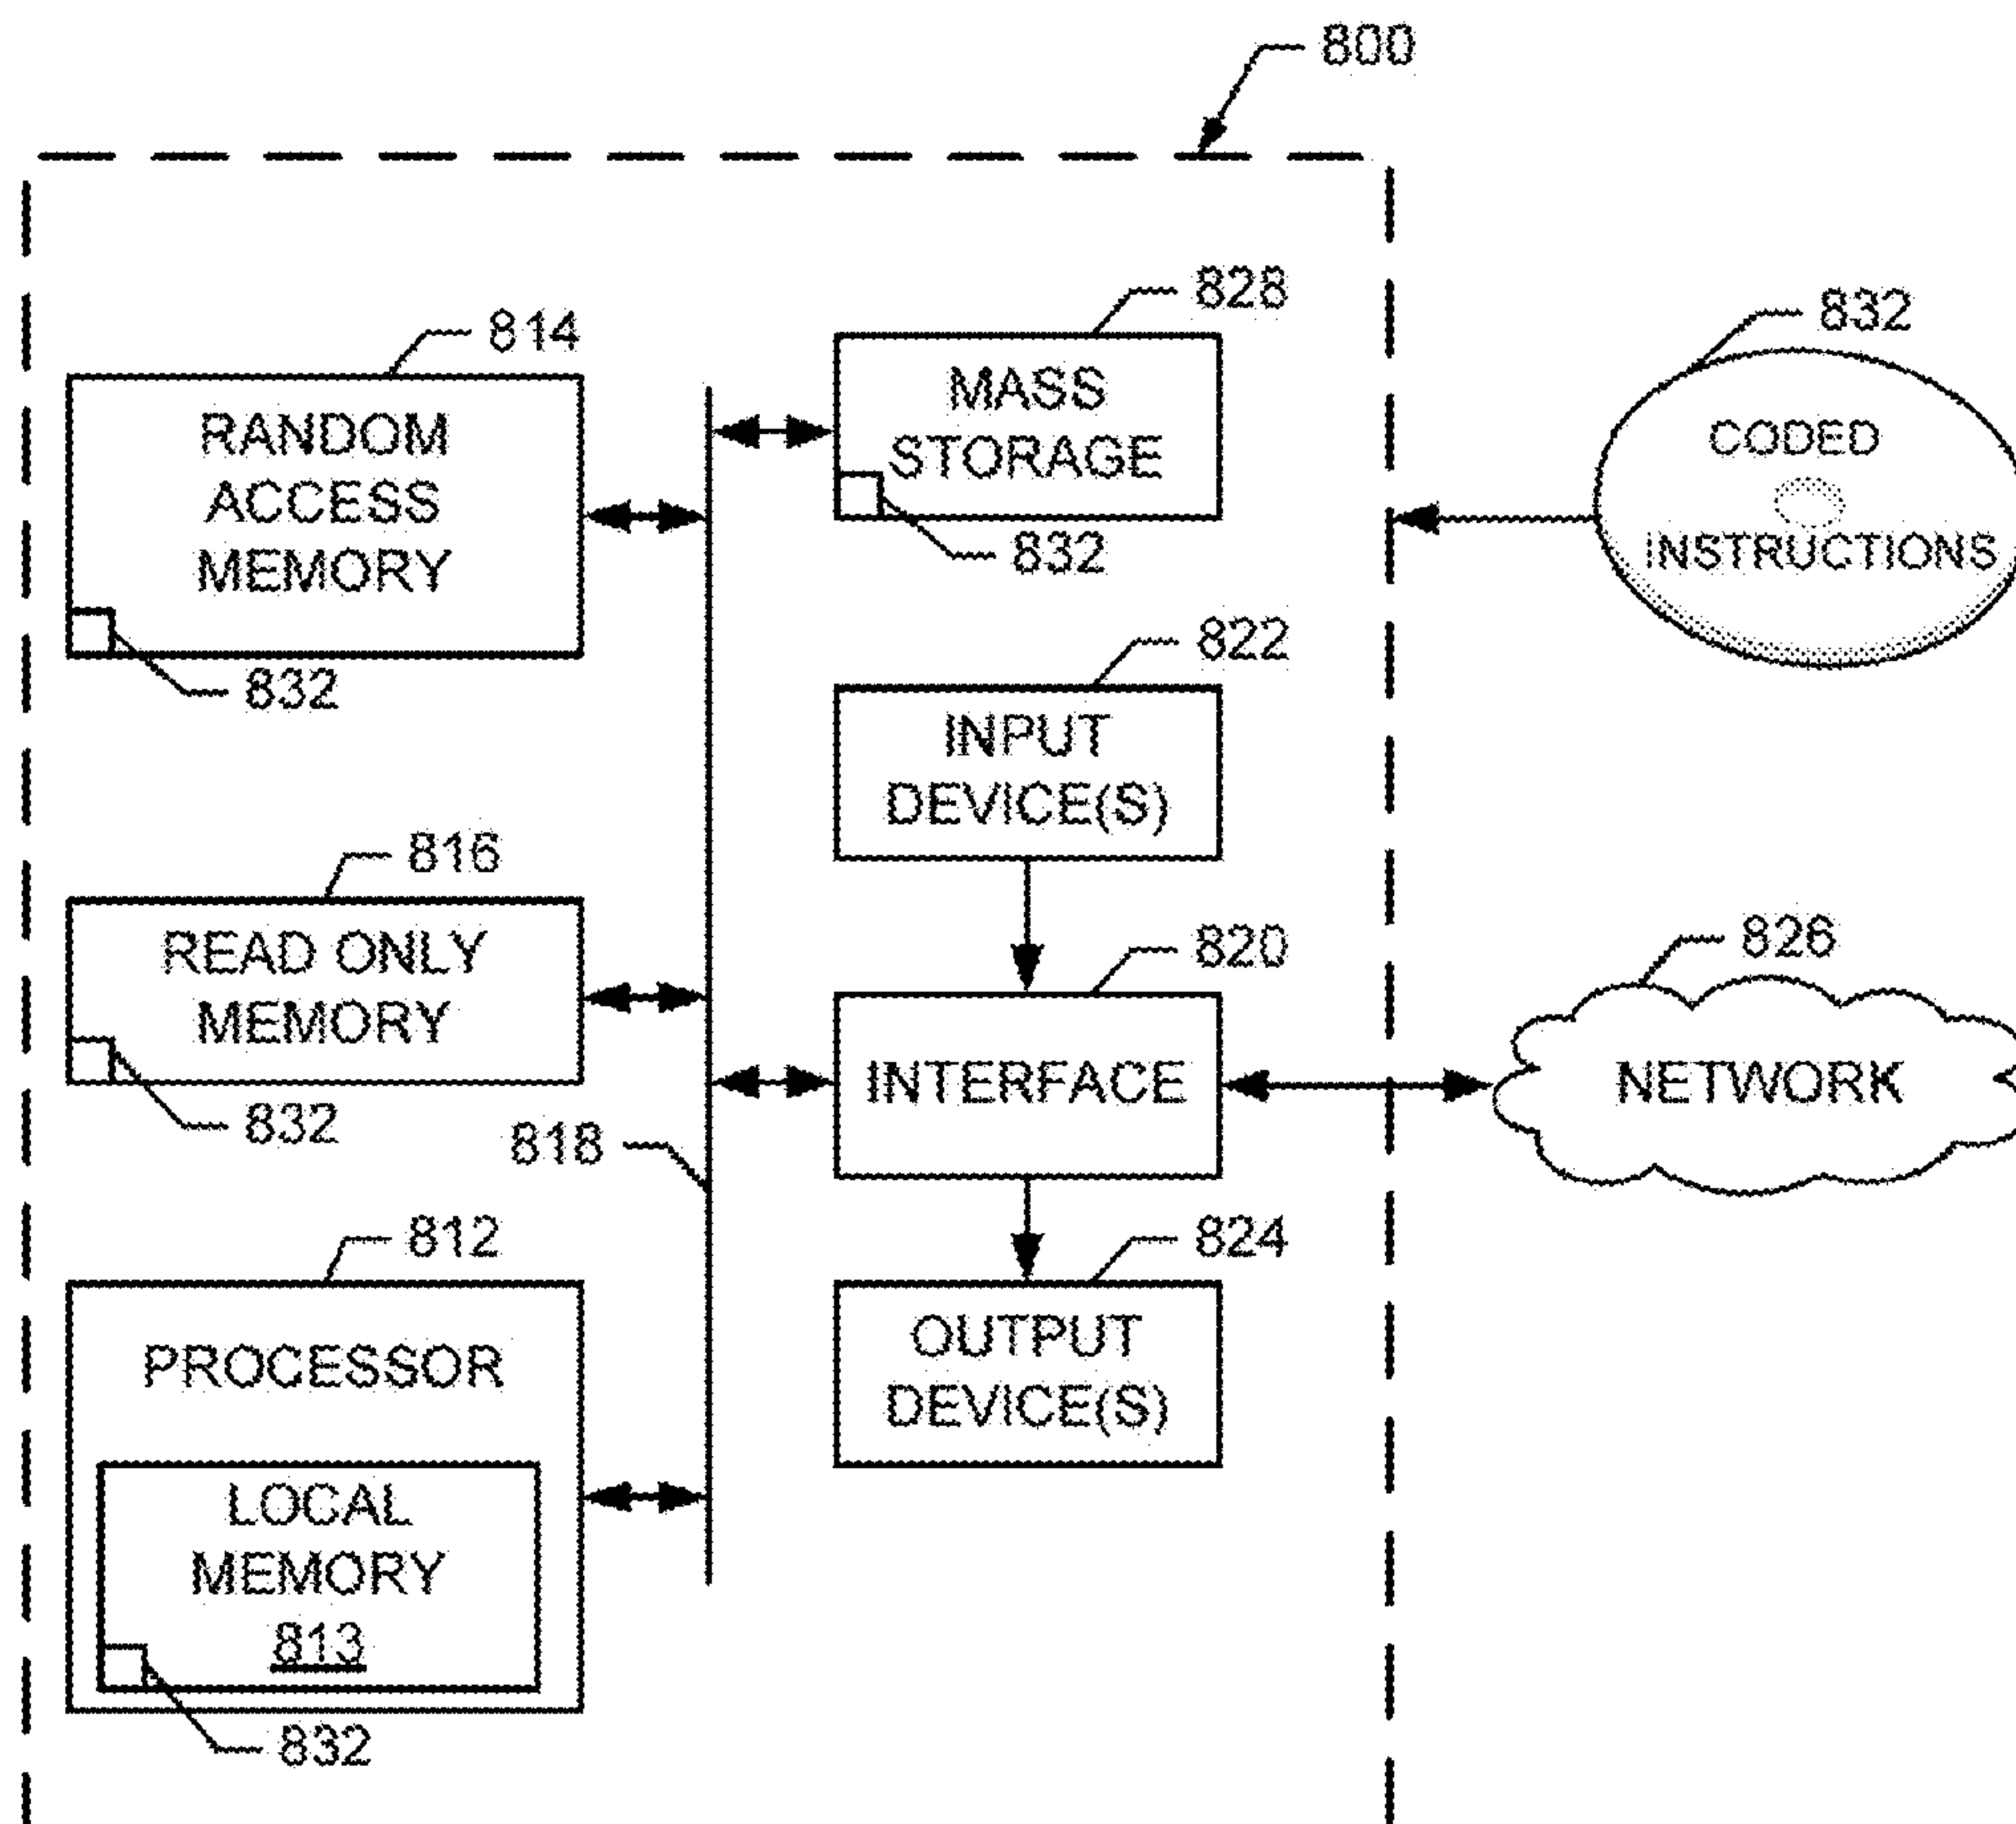 800
814
RANDOM
ACCESS
MEMORY
832
828
MASS
STORAGE
832
832
CODED
INSTRUCTIONS
822
INPUT
DEVICE(S)
816
READ ONLY
MEMORY
832
818
820
INTERFACE
826
NETWORK
812
PROCESSOR
LOCAL
MEMORY
813
832
824
OUTPUT
DEVICE(S)